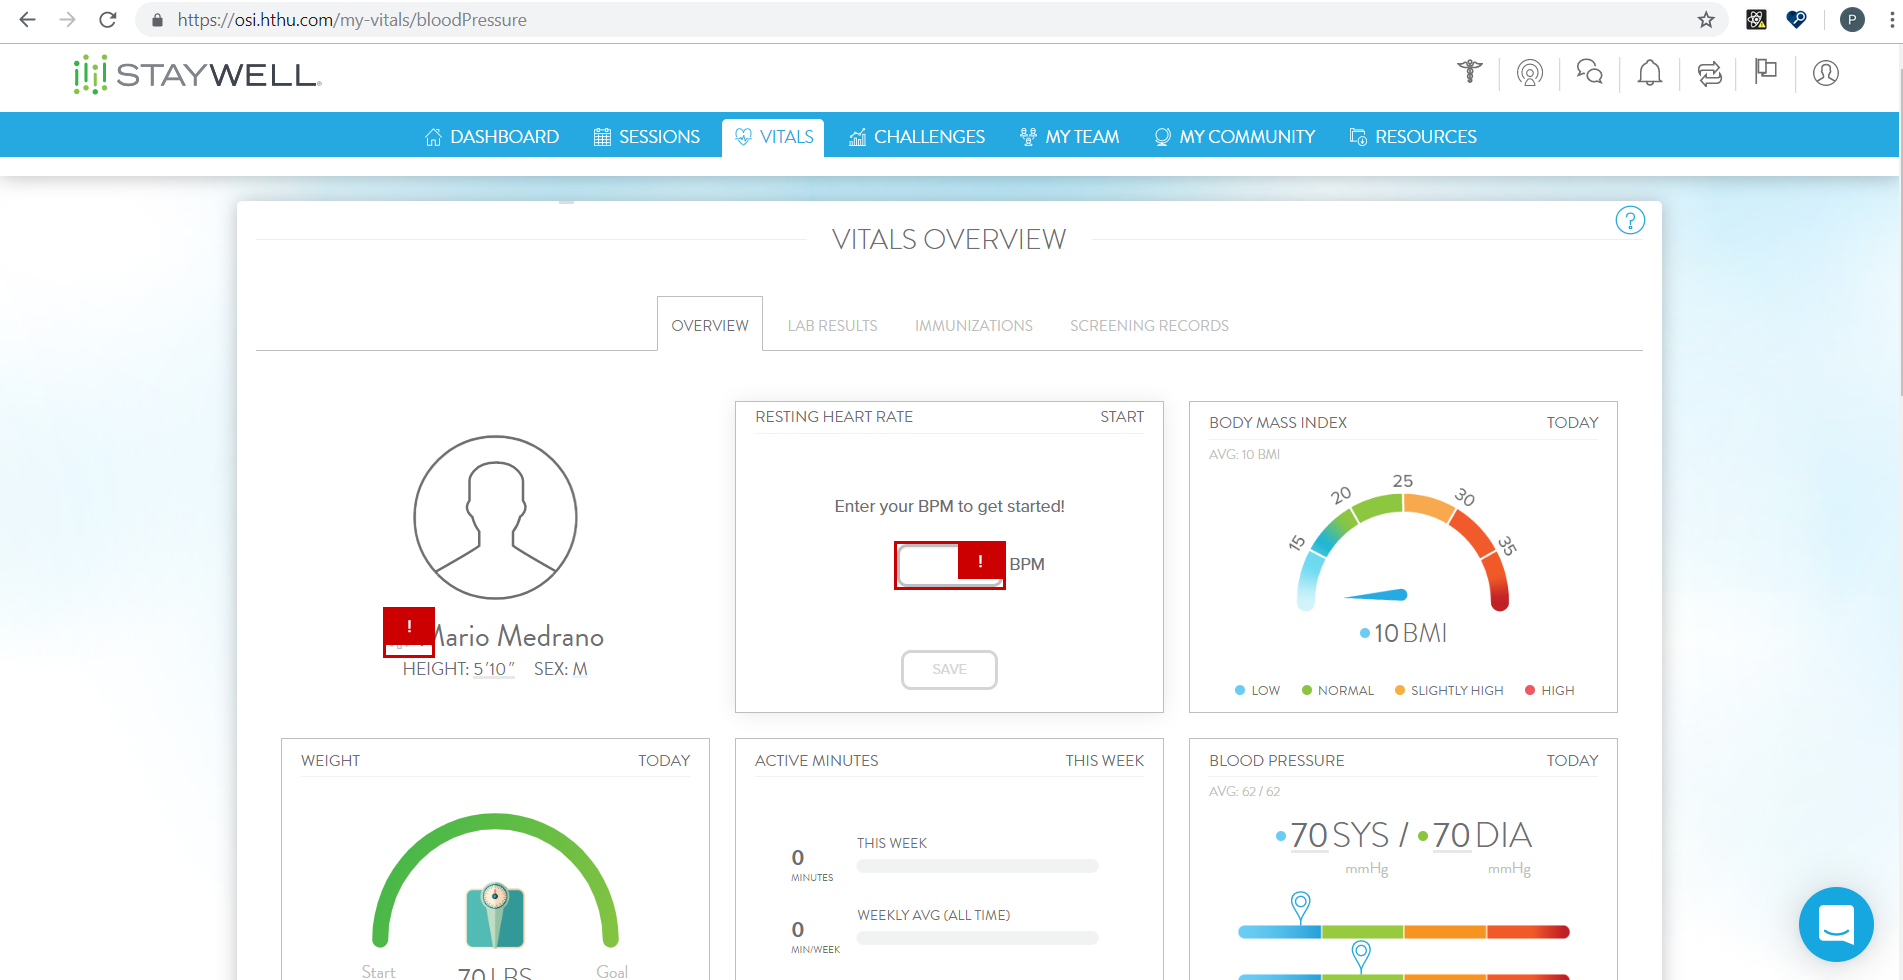 https://osi.hthu.com/my-vitals/bloodPressure
P
STAYWELL
DASHBOARD
SESSIONS
VITALS
CHALLENGES
MY TEAM
MY COMMUNITY
RESOURCES
?
VITALS OVERVIEW
OVERVIEW
LAB RESULTS
IMMUNIZATIONS
SCREENING RECORDS
!
Mario Medrano
HEIGHT: 5'10" SEX: M
RESTING HEART RATE START
Enter your BPM to get started!
! BPM
SAVE
BODY MASS INDEX TODAY
AVG: 10 BMI
15 20 25 30 35
10 BMI
LOW NORMAL SLIGHTLY HIGH HIGH
WEIGHT TODAY
Start 70 LBS Goal
ACTIVE MINUTES THIS WEEK
THIS WEEK
0
MINUTES
WEEKLY AVG (ALL TIME)
0
MIN/WEEK
BLOOD PRESSURE TODAY
AVG: 62 / 62
70 SYS / 70 DIA
mmHg mmHg